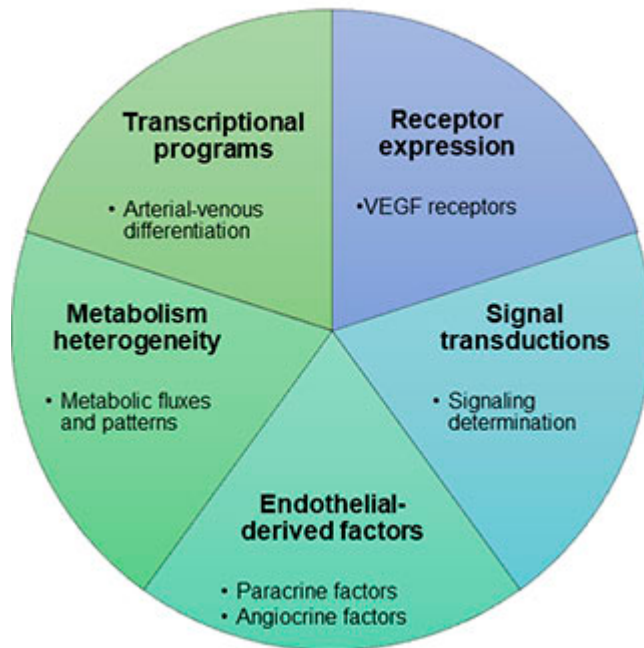 Transcriptional
programs
• Arterial-venous
differentiation
Receptor
expression
•VEGF receptors
Metabolism
heterogeneity
• Metabolic fluxes
and patterns
Signal
transductions
• Signaling
determination
Endothelial-
derived factors
• Paracrine factors
• Angiocrine factors